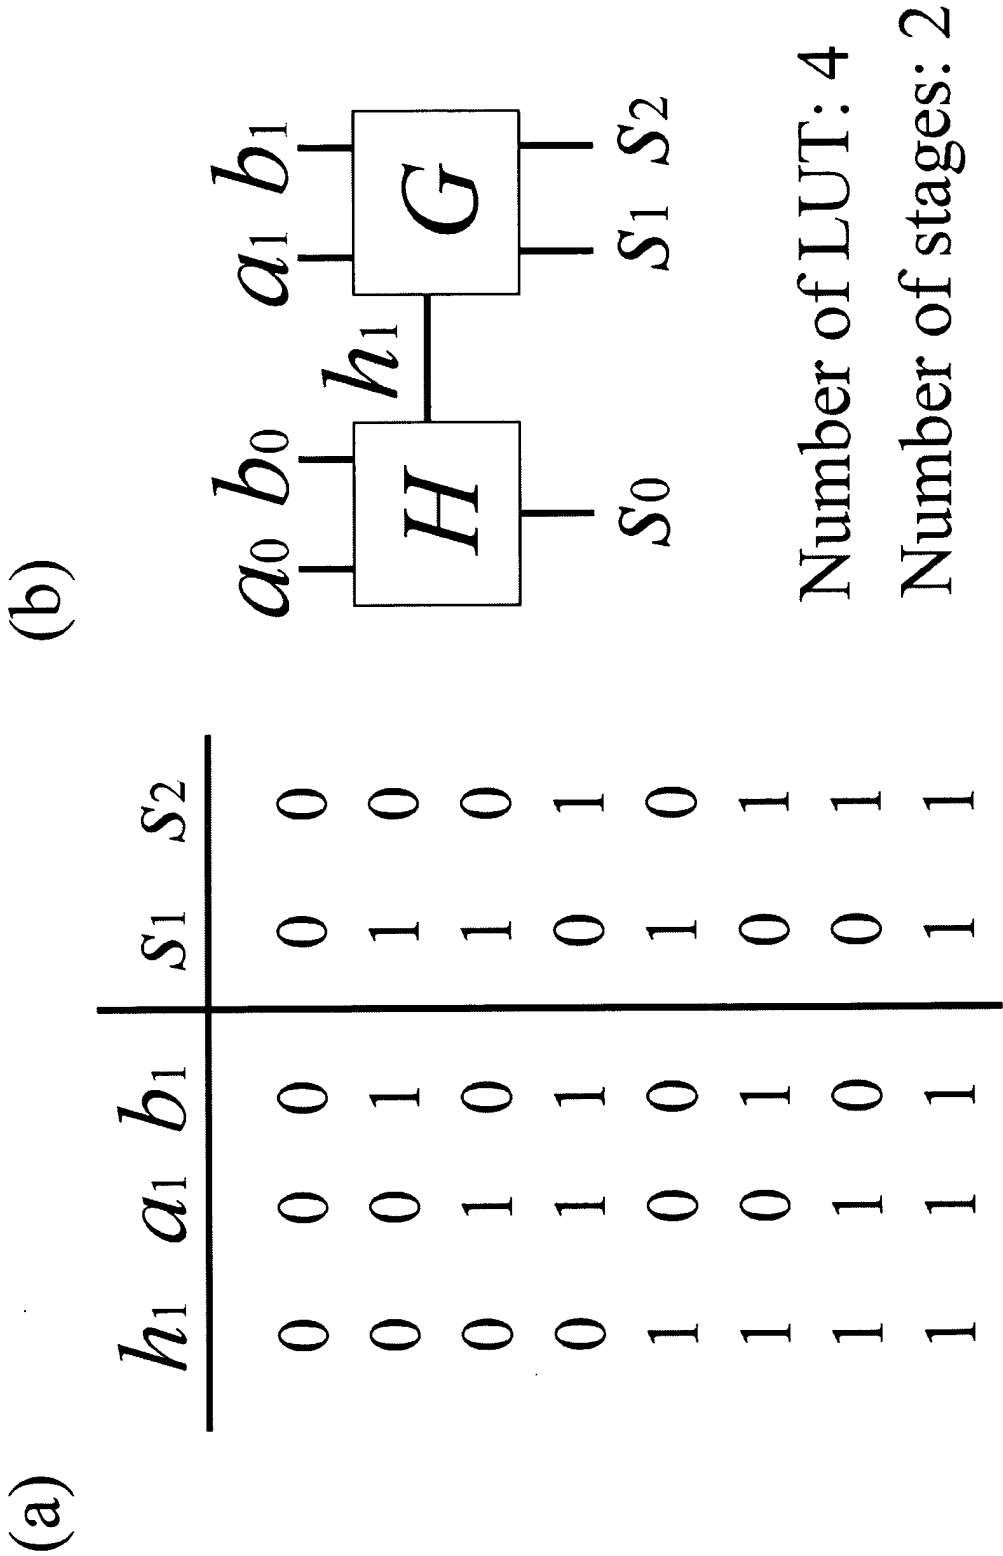 (a)
h1 a1 b1 s1 s2
0 0 0 0 0
0 0 1 1 0
0 1 0 1 0
0 1 1 0 1
1 0 0 1 0
1 0 1 0 1
1 1 0 0 1
1 1 1 1 1
(b)
a0 b0 a1 b1
H h1 G
s0 s1 s2
Number of LUT: 4
Number of stages: 2